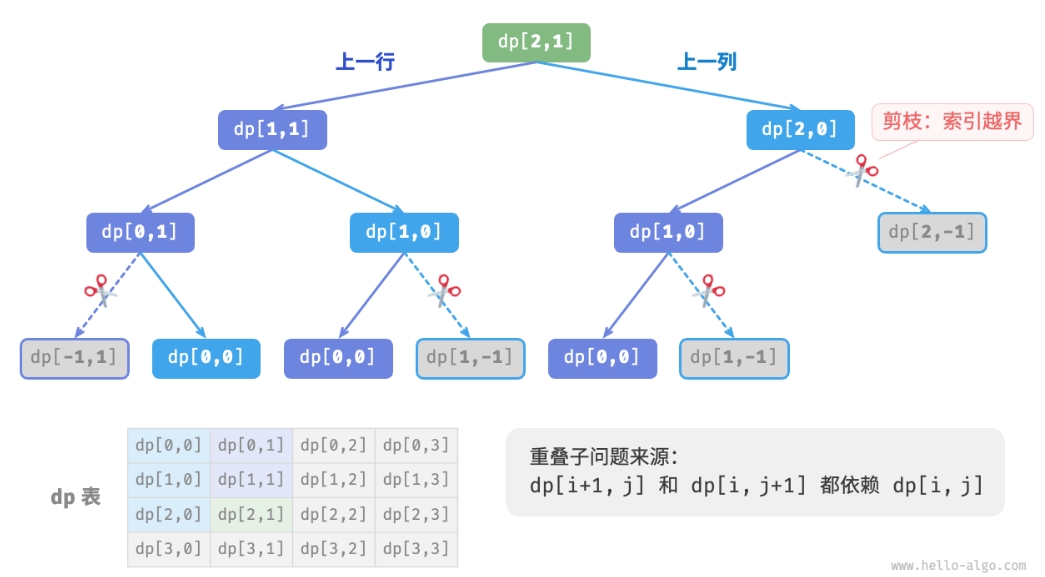 dp[2,1]
上一行
上一列
dp[1,1]
dp[2,0]
剪枝：索引越界
dp[0,1]
dp[1,0]
dp[1,0]
dp[2,-1]
dp[-1,1]
dp[0,0]
dp[0,0]
dp[1,-1]
dp[0,0]
dp[1,-1]
dp 表
dp[0,0] dp[0,1] dp[0,2] dp[0,3]
dp[1,0] dp[1,1] dp[1,2] dp[1,3]
dp[2,0] dp[2,1] dp[2,2] dp[2,3]
dp[3,0] dp[3,1] dp[3,2] dp[3,3]
重叠子问题来源：
dp[i+1, j] 和 dp[i, j+1] 都依赖 dp[i, j]
www.hello-algo.com